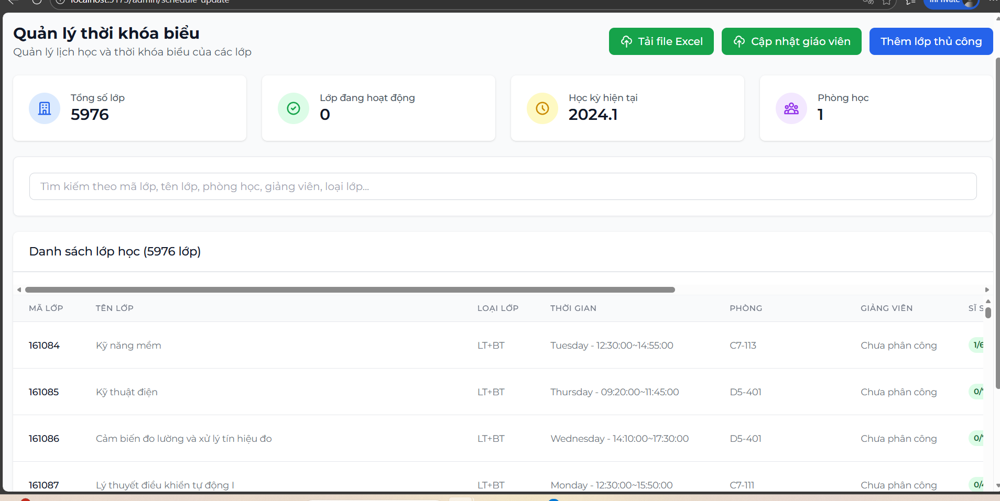 localhost:5173/admin/schedule-update
InPrivate
Quản lý thời khóa biểu
Quản lý lịch học và thời khóa biểu của các lớp
Tải file Excel
Cập nhật giáo viên
Thêm lớp thủ công
Tổng số lớp
5976
Lớp đang hoạt động
0
Học kỳ hiện tại
2024.1
Phòng học
1
Tìm kiếm theo mã lớp, tên lớp, phòng học, giảng viên, loại lớp...
Danh sách lớp học (5976 lớp)
MÃ LỚP TÊN LỚP LOẠI LỚP THỜI GIAN PHÒNG GIẢNG VIÊN SĨ S
161084 Kỹ năng mềm LT+BT Tuesday - 12:30:00~14:55:00 C7-113 Chưa phân công 1/6
161085 Kỹ thuật điện LT+BT Thursday - 09:20:00~11:45:00 D5-401 Chưa phân công 0/
161086 Cảm biến đo lường và xử lý tín hiệu đo LT+BT Wednesday - 14:10:00~17:30:00 D5-401 Chưa phân công 0/
161087 Lý thuyết điều khiển tự động I LT+BT Monday - 12:30:00~15:50:00 C7-111 Chưa phân công 0/4